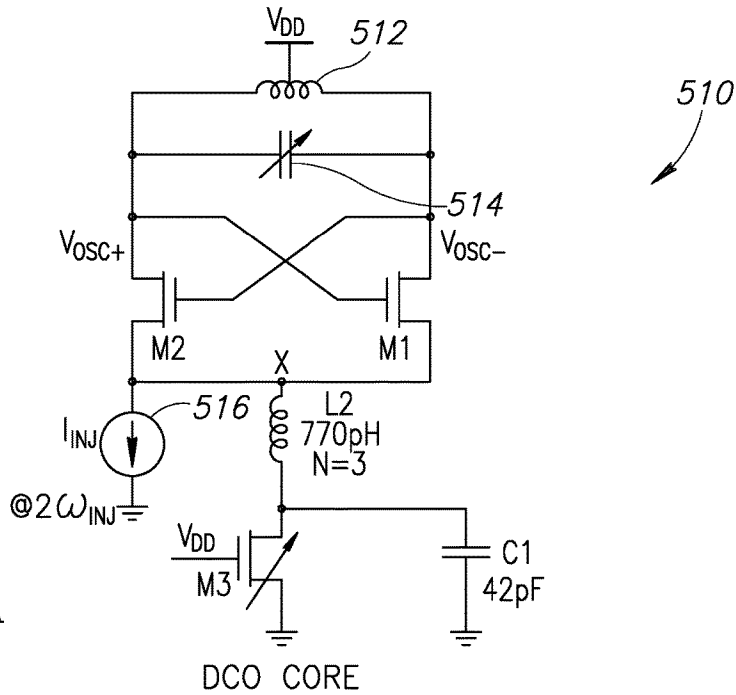 VDD
512
510
514
VOSC+
VOSC−
M2
M1
X
516
L2
770pH
N=3
IINJ
@2ωINJ
VDD
M3
C1
42pF
DCO CORE